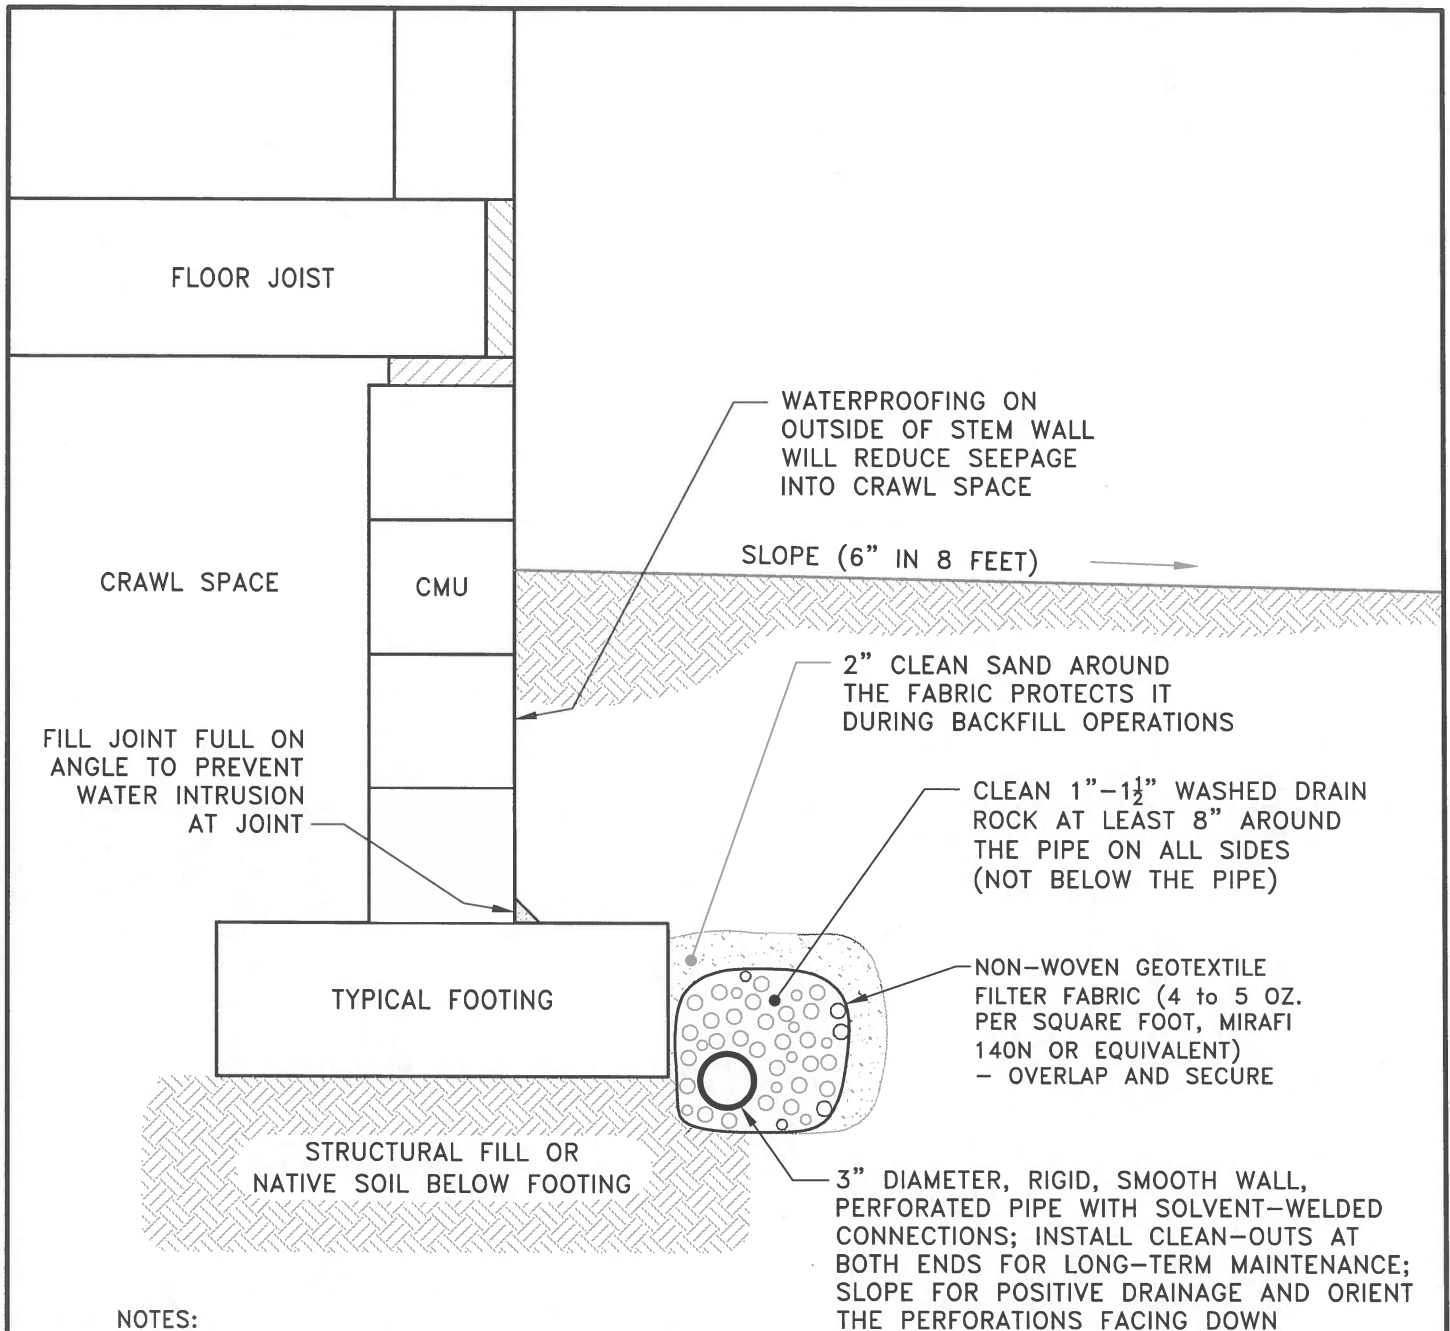 FLOOR JOIST
WATERPROOFING ON
OUTSIDE OF STEM WALL
WILL REDUCE SEEPAGE
INTO CRAWL SPACE
SLOPE (6" IN 8 FEET)
CRAWL SPACE
CMU
2" CLEAN SAND AROUND
THE FABRIC PROTECTS IT
DURING BACKFILL OPERATIONS
FILL JOINT FULL ON
ANGLE TO PREVENT
WATER INTRUSION
AT JOINT
CLEAN 1"-1½" WASHED DRAIN
ROCK AT LEAST 8" AROUND
THE PIPE ON ALL SIDES
(NOT BELOW THE PIPE)
NON-WOVEN GEOTEXTILE
FILTER FABRIC (4 to 5 OZ.
PER SQUARE FOOT, MIRAFI
140N OR EQUIVALENT)
- OVERLAP AND SECURE
TYPICAL FOOTING
STRUCTURAL FILL OR
NATIVE SOIL BELOW FOOTING
3" DIAMETER, RIGID, SMOOTH WALL,
PERFORATED PIPE WITH SOLVENT-WELDED
CONNECTIONS; INSTALL CLEAN-OUTS AT
BOTH ENDS FOR LONG-TERM MAINTENANCE;
SLOPE FOR POSITIVE DRAINAGE AND ORIENT
THE PERFORATIONS FACING DOWN
NOTES: